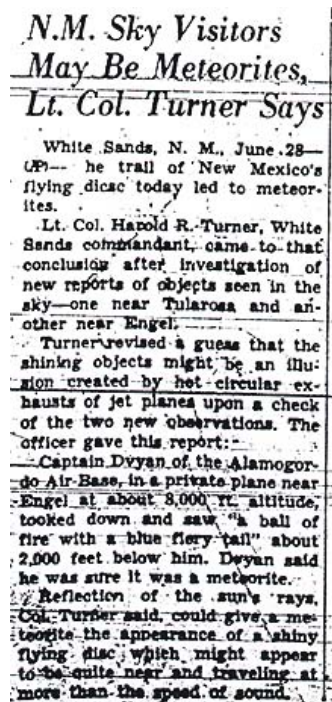 N.M. Sky Visitors
May Be Meteorites,
Lt. Col. Turner Says
White Sands, N. M., June 28—
(UP)— he trail of New Mexico's
flying dicsc today led to meteor-
ites.
Lt. Col. Harold R. Turner, White
Sands commandant, came to that
conclusion after investigation of
new reports of objects seen in the
sky—one near Tularosa and an-
other near Engel.
Turner revised a guess that the
shining objects might be an illu-
sion created by hot circular ex-
hausts of jet planes upon a check
of the two new observations. The
officer gave this report:
Captain Dvyan of the Alamogor-
do Air Base, in a private plane near
Engel at about 8,000 ft. altitude,
tooked down and saw "a ball of
fire with a blue fiery tail" about
2,000 feet below him. Dvyan said
he was sure it was a meteorite.
Reflection of the sun's rays,
Col. Turner said, could give a me-
teorite the appearance of a shiny
flying disc which might appear
to be quite near and traveling at
more than the speed of sound.